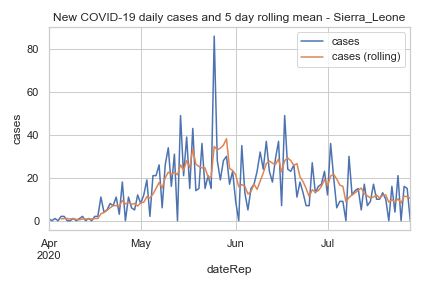 New COVID-19 daily cases and 5 day rolling mean - Sierra_Leone
cases
cases (rolling)
80
60
40
20
0
cases
Apr
2020
May
Jun
Jul
dateRep